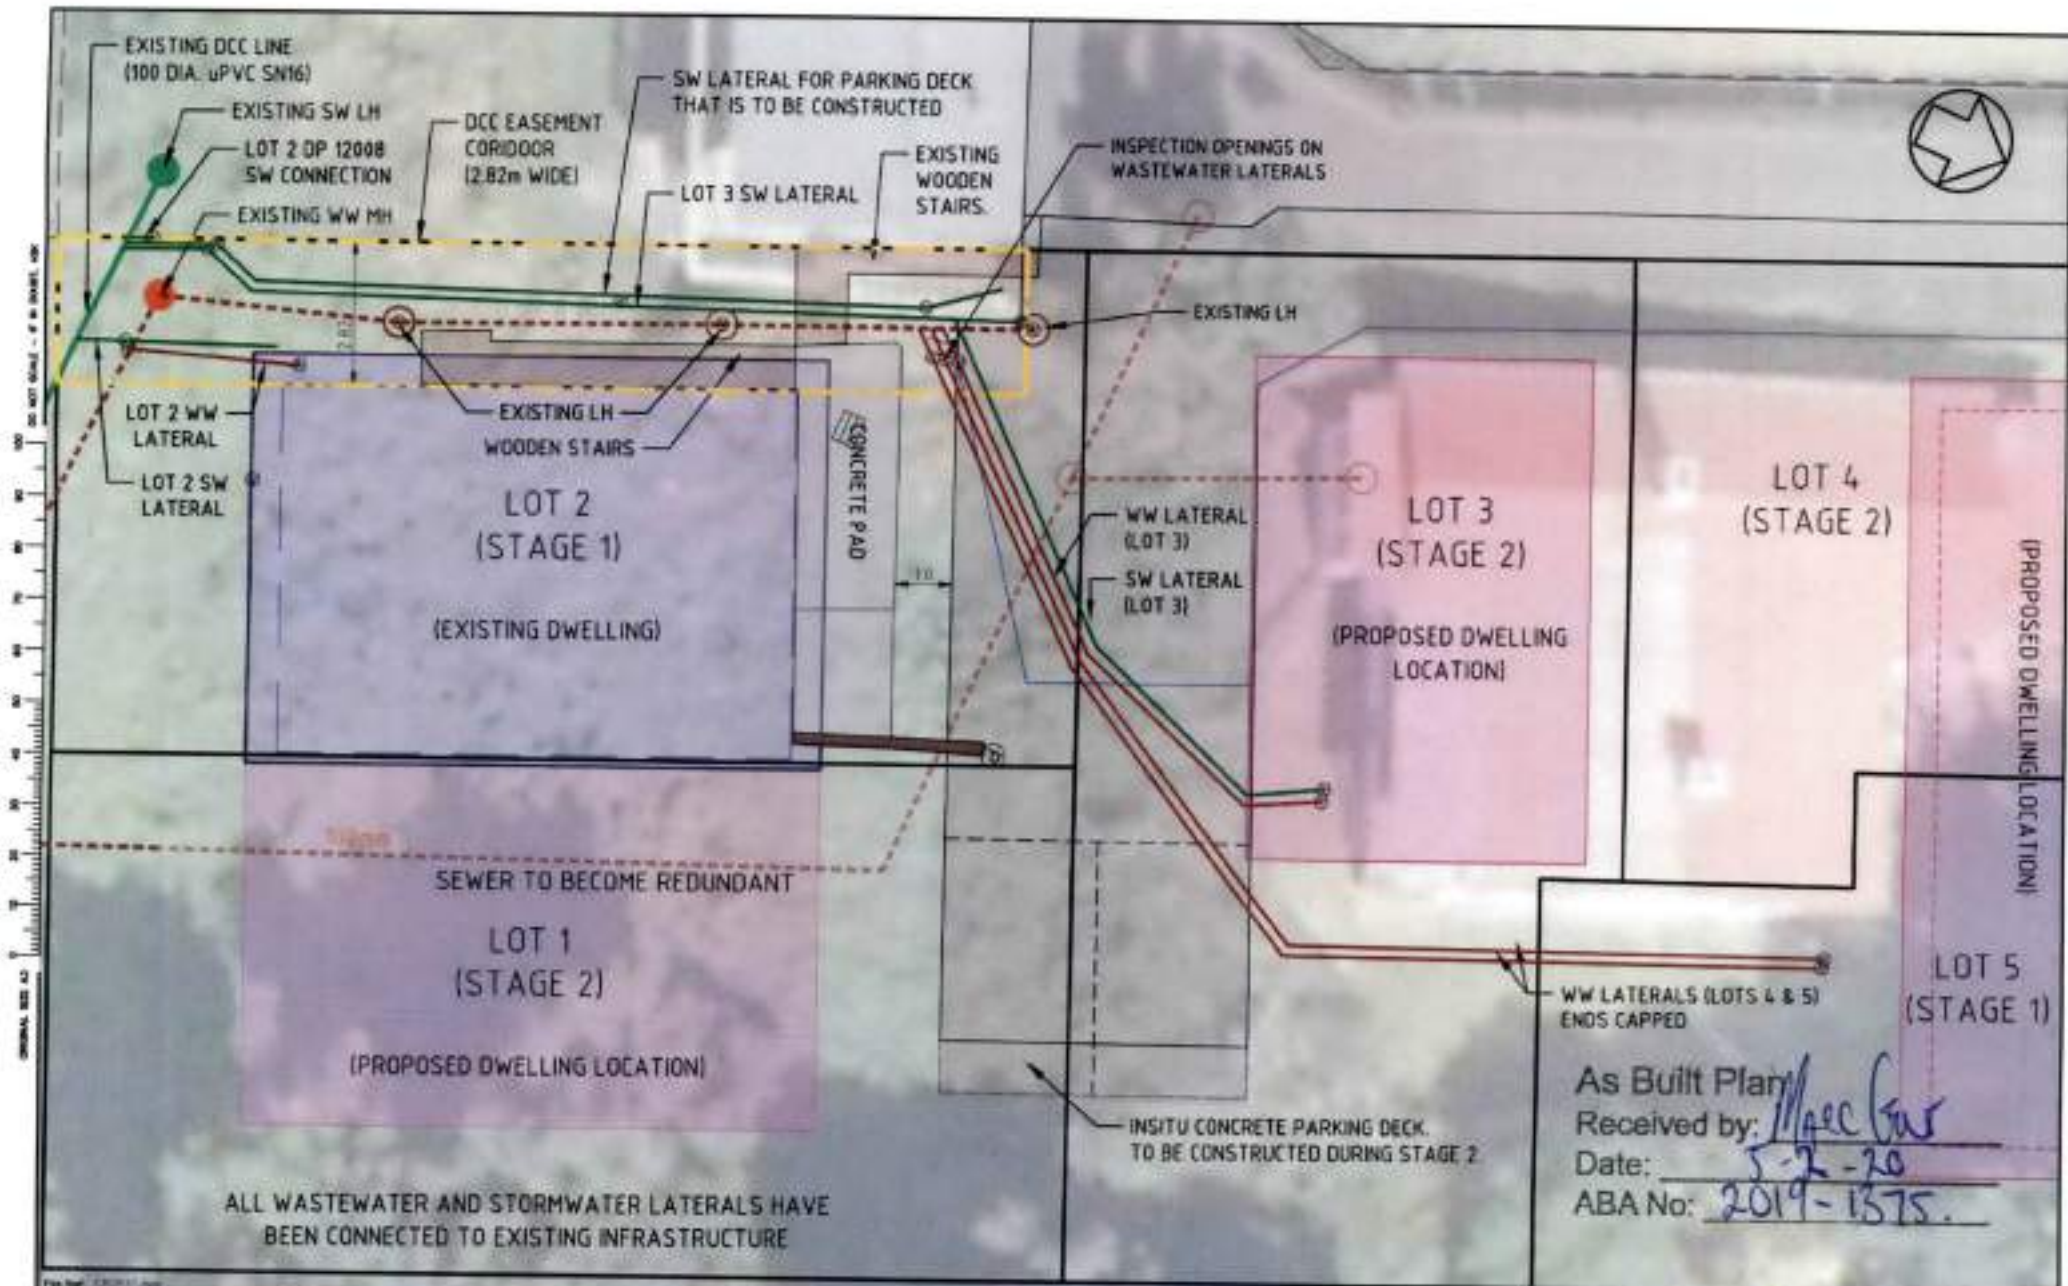 EXISTING DCC LINE
(100 DIA. uPVC SN16)
EXISTING SW LH
LOT 2 DP 12008
SW CONNECTION
EXISTING WW MH
DCC EASEMENT
CORIDOOR
(2.82m WIDE)
SW LATERAL FOR PARKING DECK
THAT IS TO BE CONSTRUCTED
LOT 3 SW LATERAL
EXISTING
WOODEN
STAIRS.
INSPECTION OPENINGS ON
WASTEWATER LATERALS
EXISTING LH
LOT 2 WW
LATERAL
LOT 2 SW
LATERAL
EXISTING LH
WOODEN STAIRS
CONCRETE PAD
LOT 2
(STAGE 1)
(EXISTING DWELLING)
WW LATERAL
(LOT 3)
SW LATERAL
(LOT 3)
LOT 3
(STAGE 2)
(PROPOSED DWELLING
LOCATION)
LOT 4
(STAGE 2)
(PROPOSED DWELLING LOCATION)
SEWER TO BECOME REDUNDANT
LOT 1
(STAGE 2)
(PROPOSED DWELLING LOCATION)
LOT 5
(STAGE 1)
WW LATERALS (LOTS 4 & 5)
ENDS CAPPED
INSITU CONCRETE PARKING DECK.
TO BE CONSTRUCTED DURING STAGE 2
ALL WASTEWATER AND STORMWATER LATERALS HAVE
BEEN CONNECTED TO EXISTING INFRASTRUCTURE
As Built Plan
Received by: Marc
Date: 5-2-20
ABA No: 2019-1375.